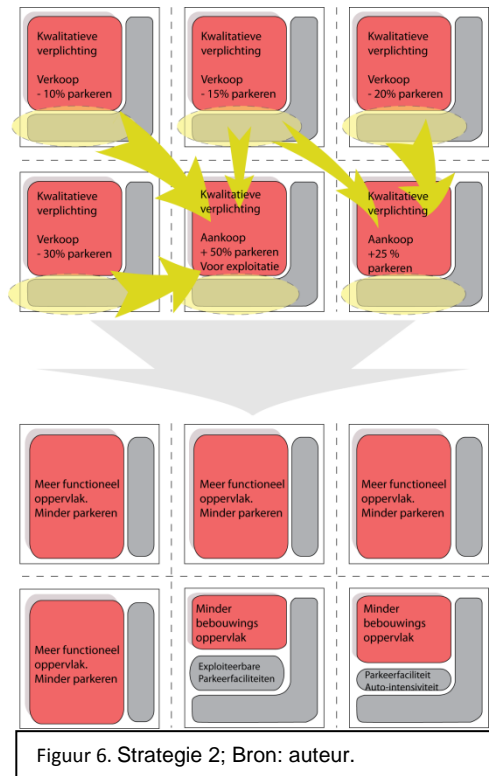 Kwalitatieve
verplichting
Verkoop
- 10% parkeren
Kwalitatieve
verplichting
Verkoop
- 15% parkeren
Kwalitatieve
verplichting
Verkoop
- 20% parkeren
Kwalitatieve
verplichting
Verkoop
- 30% parkeren
Kwalitatieve
verplichting
Aankoop
+ 50% parkeren
Voor exploitatie
Kwalitatieve
verplichting
Aankoop
+25 %
parkeren
Meer functioneel
oppervlak.
Minder parkeren
Meer functioneel
oppervlak.
Minder parkeren
Meer functioneel
oppervlak.
Minder parkeren
Meer functioneel
oppervlak.
Minder parkeren
Minder
bebouwings
oppervlak
Exploiteerbare
Parkeerfaciliteiten
Minder
bebouwings
oppervlak
Parkeerfaciliteit
Auto-intensiviteit
Figuur 6. Strategie 2; Bron: auteur.